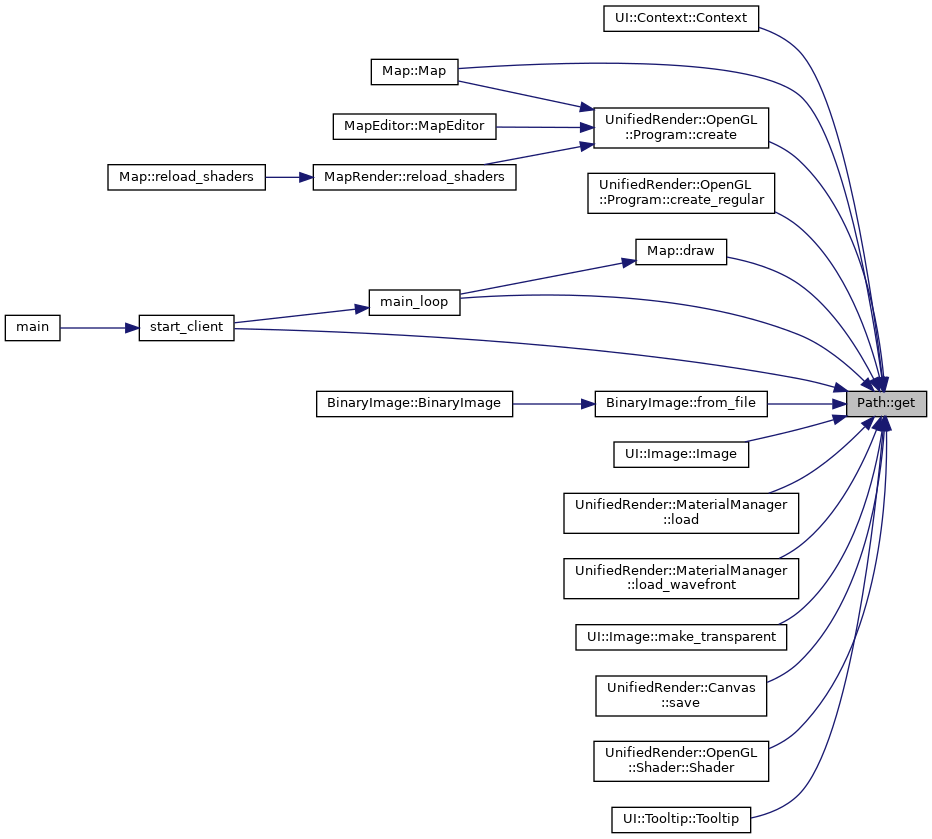 UI::Context::Context
Map::Map
UnifiedRender::OpenGL
::Program::create
MapEditor::MapEditor
Map::reload_shaders
MapRender::reload_shaders
UnifiedRender::OpenGL
::Program::create_regular
Map::draw
main_loop
main
start_client
BinaryImage::BinaryImage
BinaryImage::from_file
Path::get
UI::Image::Image
UnifiedRender::MaterialManager
::load
UnifiedRender::MaterialManager
::load_wavefront
UI::Image::make_transparent
UnifiedRender::Canvas
::save
UnifiedRender::OpenGL
::Shader::Shader
UI::Tooltip::Tooltip